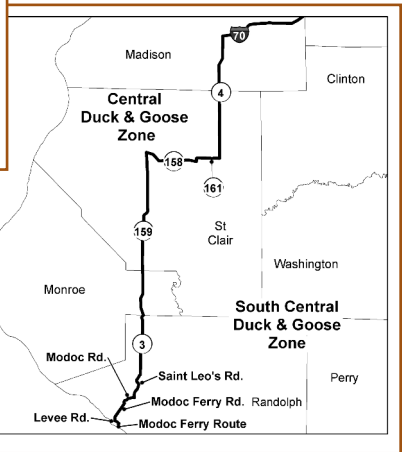 70
Madison
Clinton
Central
Duck & Goose
Zone
4
158
161
St
Clair
159
Washington
Monroe
South Central
Duck & Goose
Zone
3
Modoc Rd.
Saint Leo's Rd.
Perry
Modoc Ferry Rd.
Randolph
Levee Rd.
Modoc Ferry Route